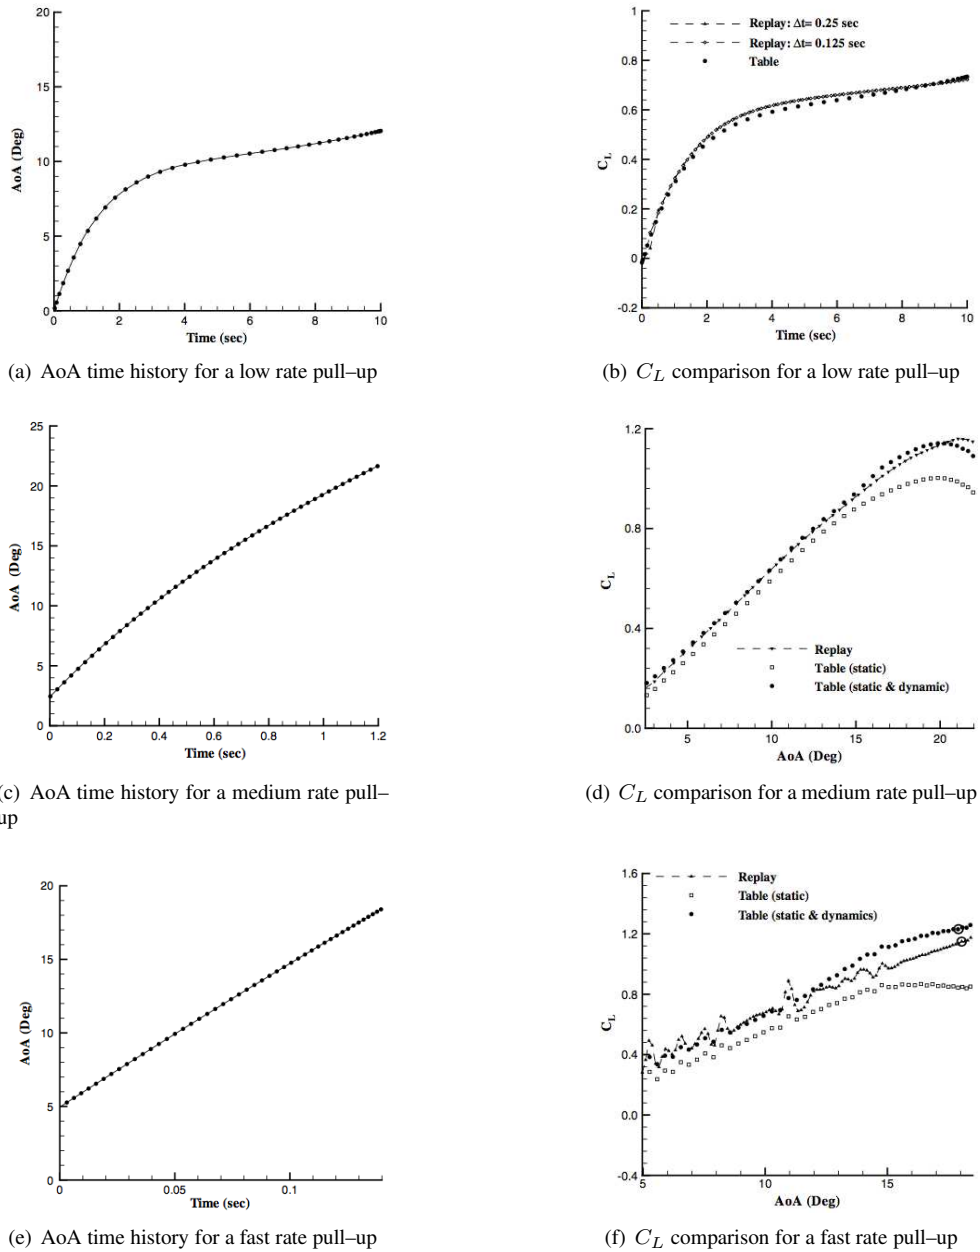 20
15
10
5
0
AoA (Deg)
0 2 4 6 8 10
Time (sec)
(a) AoA time history for a low rate pull–up
Replay: Δt= 0.25 sec
Replay: Δt= 0.125 sec
Table
1
0.8
0.6
0.4
0.2
0
-0.2
C_L
0 2 4 6 8 10
Time (sec)
(b) C_L comparison for a low rate pull–up
25
20
15
10
5
0
AoA (Deg)
0 0.2 0.4 0.6 0.8 1 1.2
Time (sec)
(c) AoA time history for a medium rate pull–
up
1.2
0.8
0.4
0.0
C_L
Replay
Table (static)
Table (static & dynamic)
5 10 15 20
AoA (Deg)
(d) C_L comparison for a medium rate pull–up
20
15
10
5
0
AoA (Deg)
0 0.05 0.1
Time (sec)
(e) AoA time history for a fast rate pull–up
Replay
Table (static)
Table (static & dynamics)
1.6
1.2
0.8
0.4
0.0
-0.4
C_L
5 10 15
AoA (Deg)
(f) C_L comparison for a fast rate pull–up